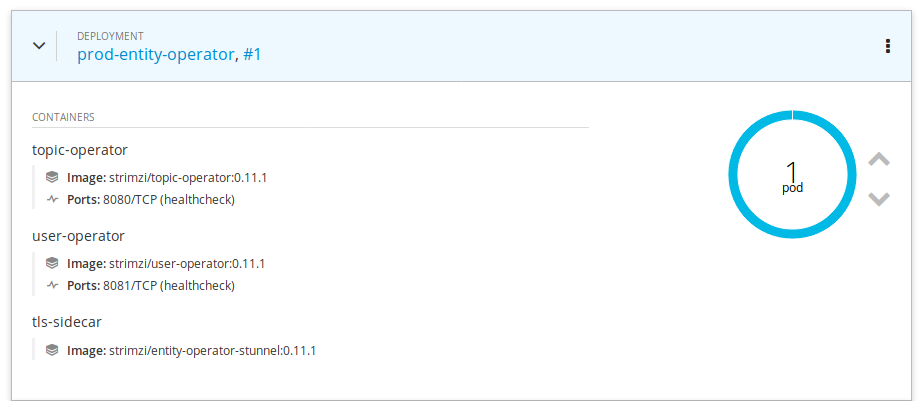 DEPLOYMENT
prod-entity-operator, #1
CONTAINERS
topic-operator
Image: strimzi/topic-operator:0.11.1
Ports: 8080/TCP (healthcheck)
user-operator
Image: strimzi/user-operator:0.11.1
Ports: 8081/TCP (healthcheck)
tls-sidecar
Image: strimzi/entity-operator-stunnel:0.11.1
1
pod